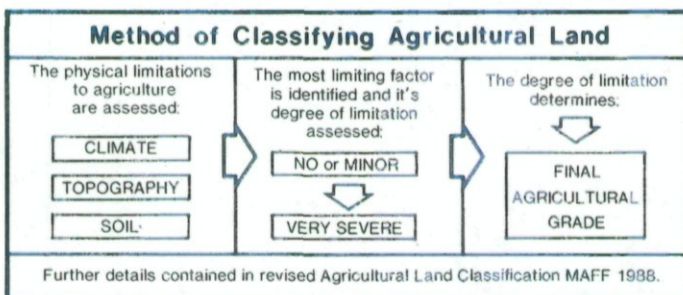 Method of Classifying Agricultural Land
The physical limitations
to agriculture
are assessed:
CLIMATE
TOPOGRAPHY
SOIL
The most limiting factor
is identified and it's
degree of limitation
assessed:
NO or MINOR
VERY SEVERE
The degree of limitation
determines:
FINAL
AGRICULTURAL
GRADE
Further details contained in revised Agricultural Land Classification MAFF 1988.